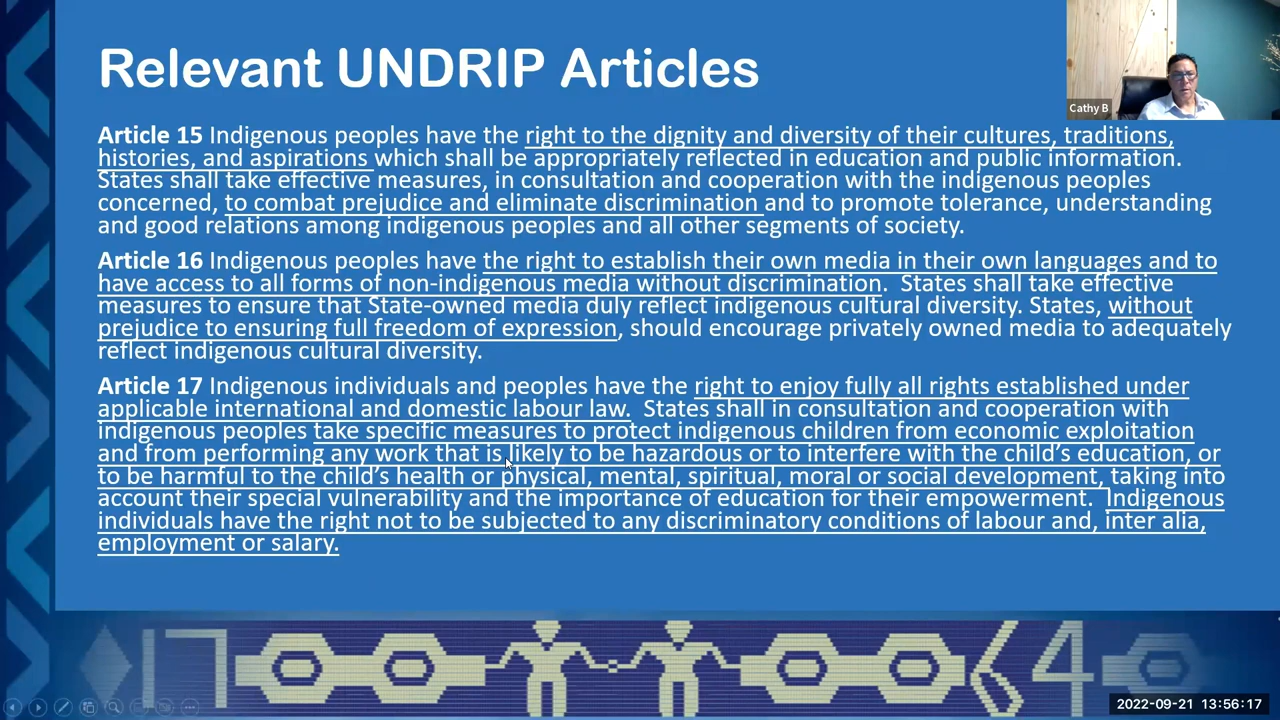 Relevant UNDRIP Articles
Cathy B
Article 15 Indigenous peoples have the right to the dignity and diversity of their cultures, traditions,
histories, and aspirations which shall be appropriately reflected in education and public information.
States shall take effective measures, in consultation and cooperation with the indigenous peoples
concerned, to combat prejudice and eliminate discrimination and to promote tolerance, understanding
and good relations among indigenous peoples and all other segments of society.
Article 16 Indigenous peoples have the right to establish their own media in their own languages and to
have access to all forms of non-indigenous media without discrimination.  States shall take effective
measures to ensure that State-owned media duly reflect indigenous cultural diversity. States, without
prejudice to ensuring full freedom of expression, should encourage privately owned media to adequately
reflect indigenous cultural diversity.
Article 17 Indigenous individuals and peoples have the right to enjoy fully all rights established under
applicable international and domestic labour law.  States shall in consultation and cooperation with
indigenous peoples take specific measures to protect indigenous children from economic exploitation
and from performing any work that is likely to be hazardous or to interfere with the child’s education, or
to be harmful to the child’s health or physical, mental, spiritual, moral or social development, taking into
account their special vulnerability and the importance of education for their empowerment.  Indigenous
individuals have the right not to be subjected to any discriminatory conditions of labour and, inter alia,
employment or salary.
17 64
2022-09-21 13:56:17